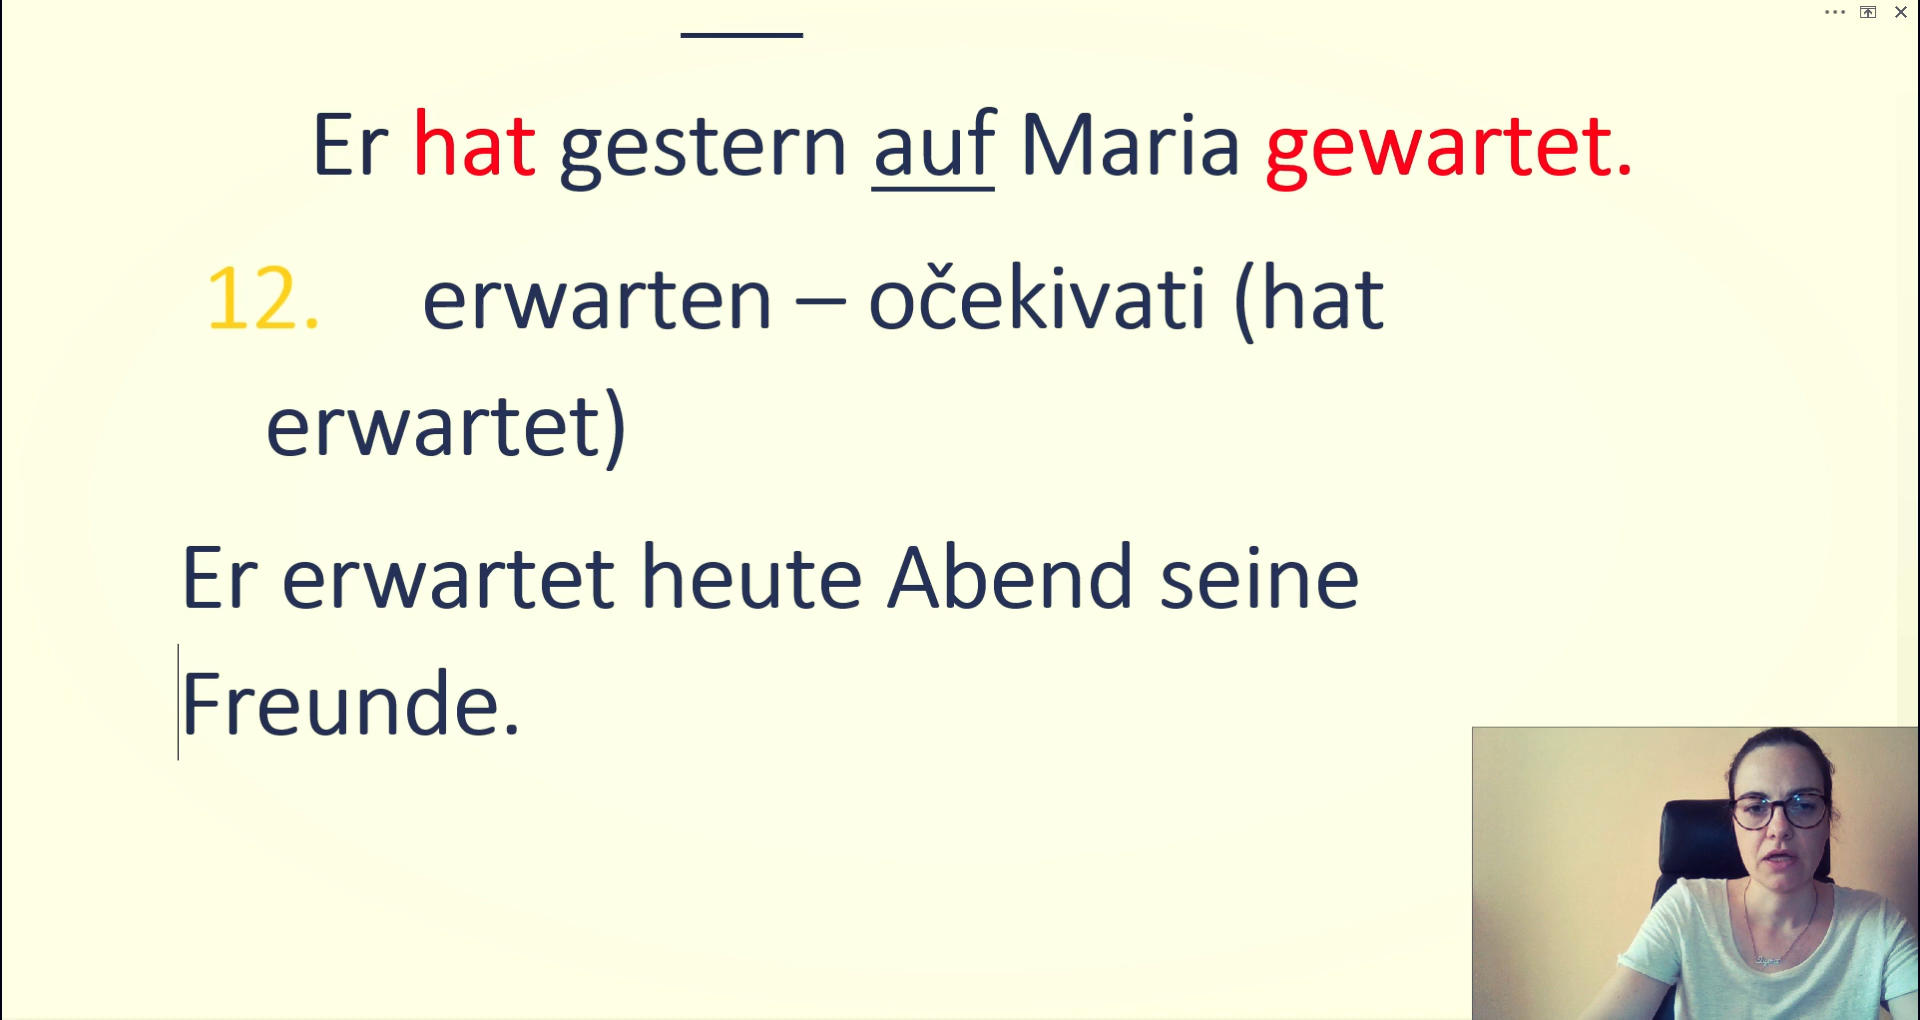 Er hat gestern auf Maria gewartet.
12. erwarten – očekivati (hat
erwartet)
Er erwartet heute Abend seine
Freunde.